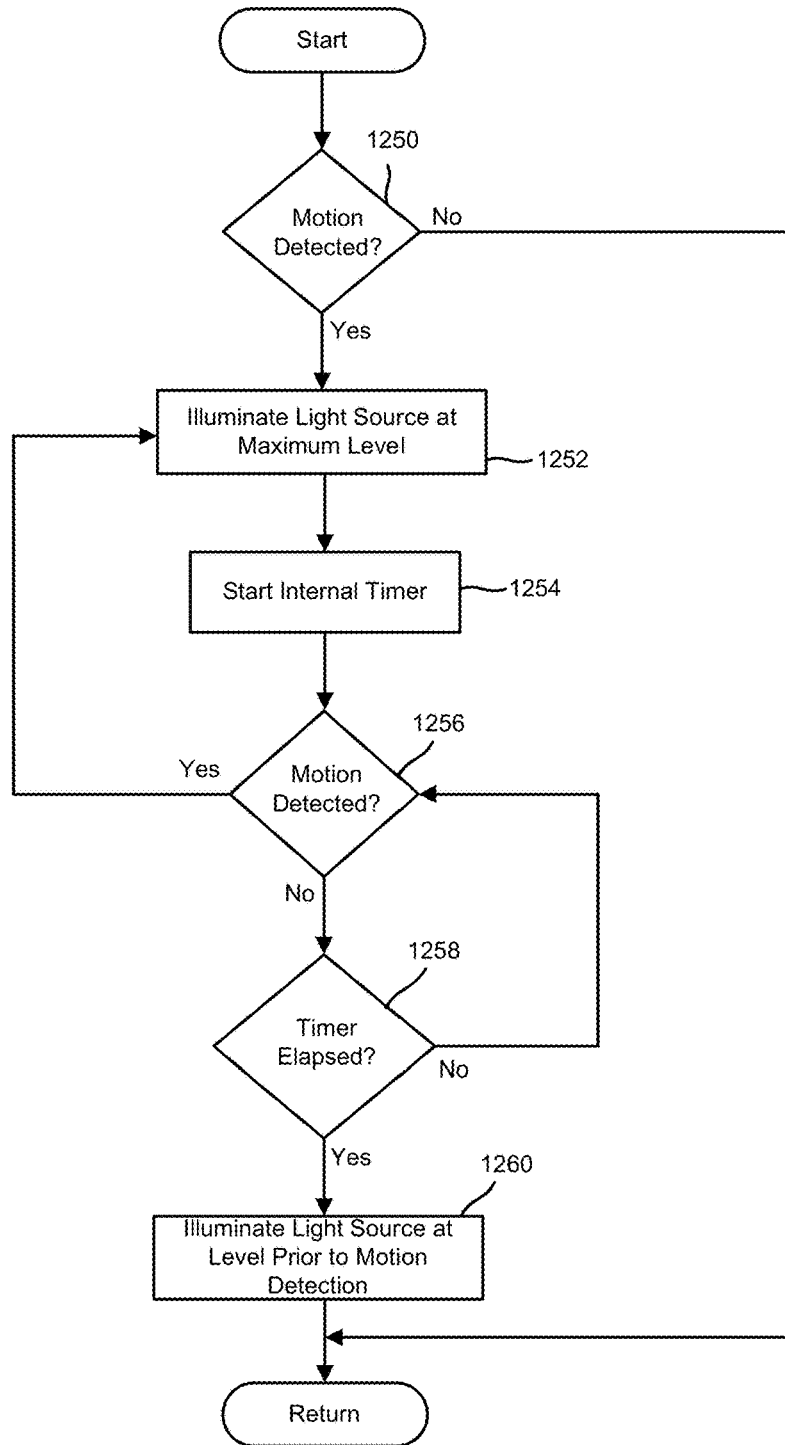 Start
1250
Motion
Detected?
No
Yes
Illuminate Light Source at
Maximum Level
1252
Start Internal Timer
1254
1256
Yes
Motion
Detected?
No
1258
Timer
Elapsed?
No
Yes
1260
Illuminate Light Source at
Level Prior to Motion
Detection
Return